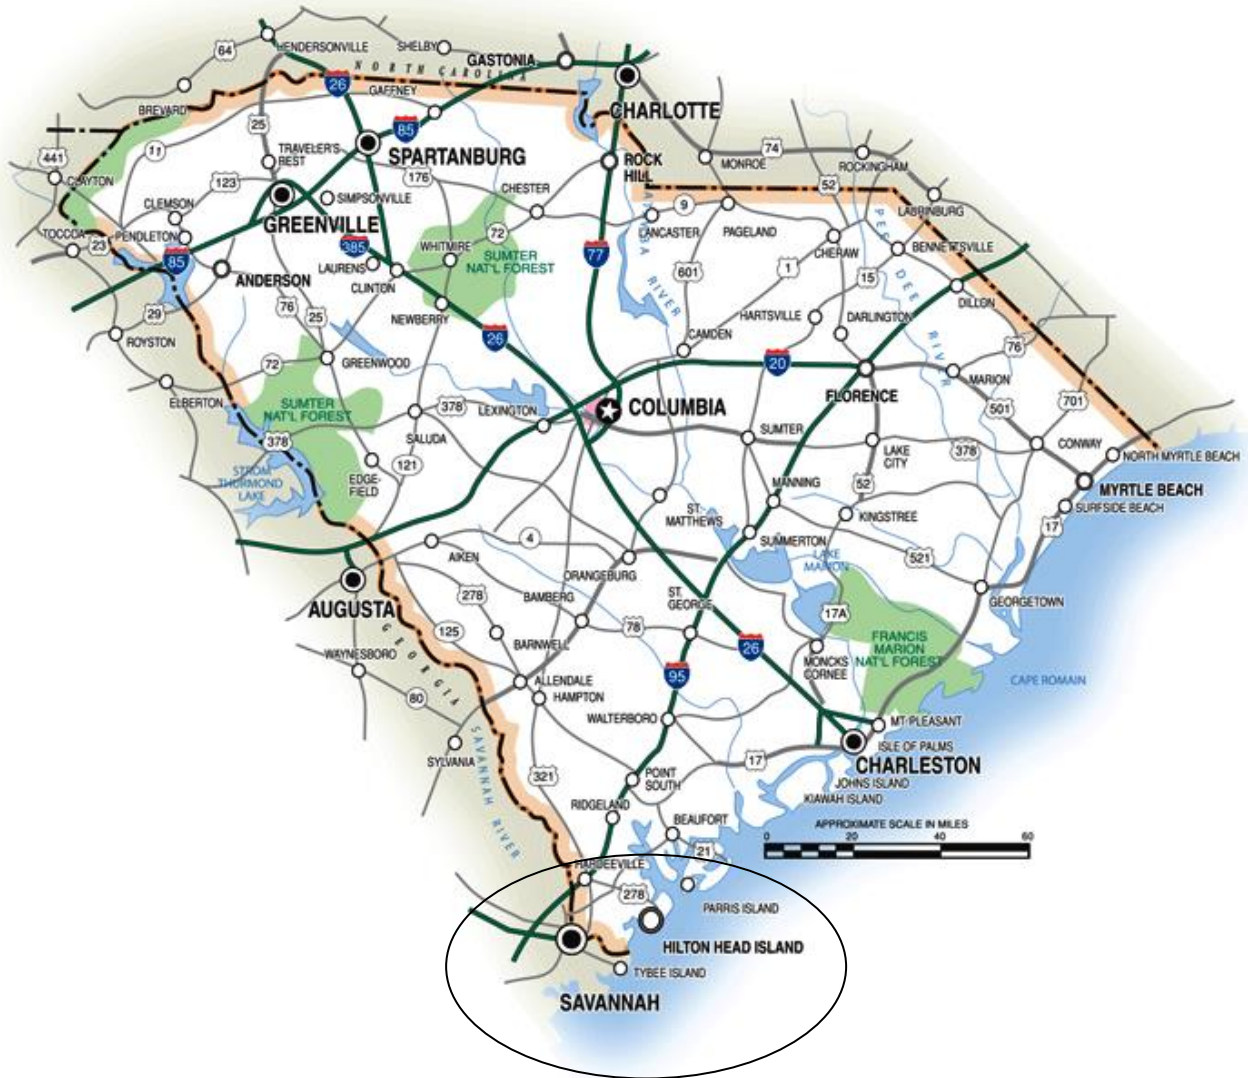 HENDERSONVILLE
SHELBY
GASTONIA
64
NORTH CAROLINA
26
GAFFNEY
CHARLOTTE
BREVARD
85
25
11
TRAVELER'S
REST
SPARTANBURG
ROCK
HILL
MONROE
74
ROCKINGHAM
441
CLAYTON
123
176
CHESTER
52
CLEMSON
SIMPSONVILLE
9
LAURINBURG
GREENVILLE
LANCASTER
PAGELAND
TOCCOA
23
PENDLETON
72
PEE DEE RIVER
385
WHITMIRE
CHERAW
BENNETTSVILLE
85
77
SUMTER
NAT'L FOREST
LAURENS
601
1
15
ANDERSON
CLINTON
RIVER
DILLON
29
76
25
NEWBERRY
HARTSVILLE
DARLINGTON
ROYSTON
26
CAMDEN
76
72
GREENWOOD
20
MARION
ELBERTON
FLORENCE
SUMTER
NAT'L FOREST
378
LEXINGTON
COLUMBIA
501
701
378
SALUDA
SUMTER
LAKE
CITY
378
CONWAY
NORTH MYRTLE BEACH
121
STROM
THURMOND
LAKE
EDGE-
FIELD
MANNING
52
MYRTLE BEACH
ST.
MATTHEWS
KINGSTREE
SURFSIDE BEACH
17
4
SUMMERTON
AIKEN
LAKE
MARION
521
ORANGEBURG
AUGUSTA
278
BAMBERG
ST.
GEORGE
GEORGETOWN
17A
125
78
GEORGIA
BARNWELL
26
FRANCIS
MARION
NAT'L FOREST
WAYNESBORO
MONCKS
CORNEE
95
ALLENDALE
CAPE ROMAIN
80
HAMPTON
WALTERBORO
MT PLEASANT
SAVANNAH RIVER
ISLE OF PALMS
SYLVANIA
17
CHARLESTON
321
POINT
SOUTH
JOHNS ISLAND
KIAWAH ISLAND
RIDGELAND
BEAUFORT
APPROXIMATE SCALE IN MILES
0 20 40 60
21
HARDEEVILLE
278
PARRIS ISLAND
HILTON HEAD ISLAND
TYBEE ISLAND
SAVANNAH